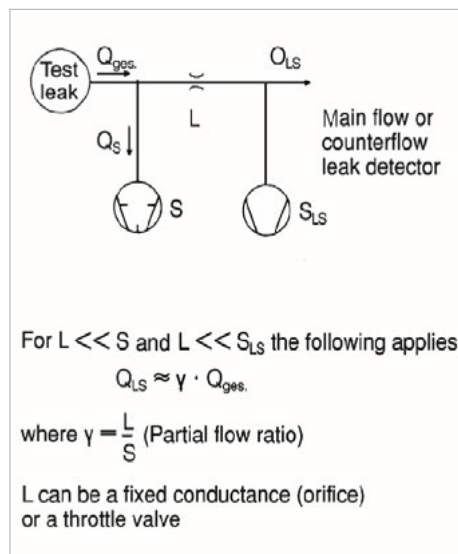 Test
leak
Qges.
OLS
L
QS
Main flow or
counterflow
leak detector
S
SLS
For L << S and L << SLS the following applies
QLS ≈ γ · Qges.
where γ = L/S (Partial flow ratio)
L can be a fixed conductance (orifice)
or a throttle valve